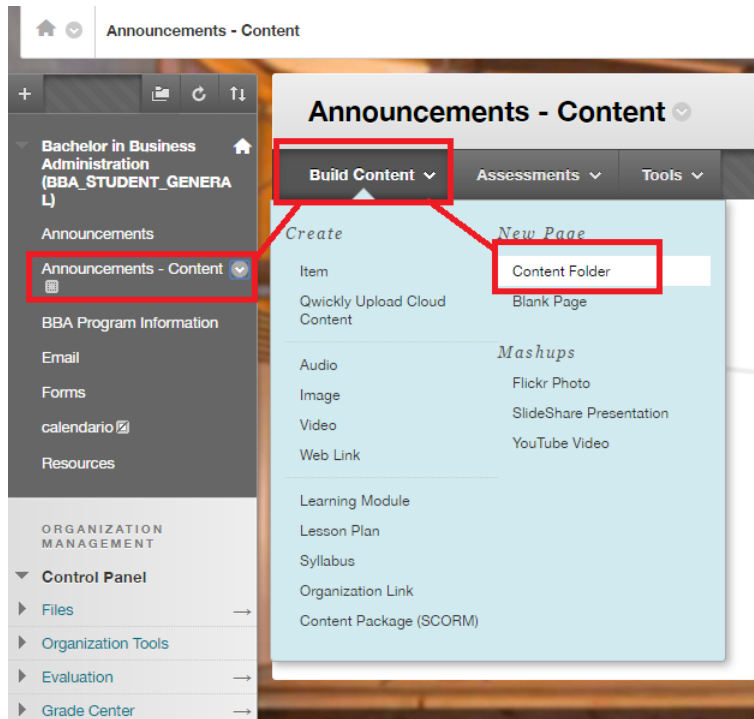 Announcements - Content
Bachelor in Business
Administration
(BBA_STUDENT_GENERA
L)
Announcements
Announcements - Content
BBA Program Information
Email
Forms
calendario
Resources
ORGANIZATION
MANAGEMENT
Control Panel
Files
Organization Tools
Evaluation
Grade Center
Announcements - Content
Build Content
Assessments
Tools
Create
Item
Qwickly Upload Cloud
Content
Audio
Image
Video
Web Link
Learning Module
Lesson Plan
Syllabus
Organization Link
Content Package (SCORM)
New Page
Content Folder
Blank Page
Mashups
Flickr Photo
SlideShare Presentation
YouTube Video